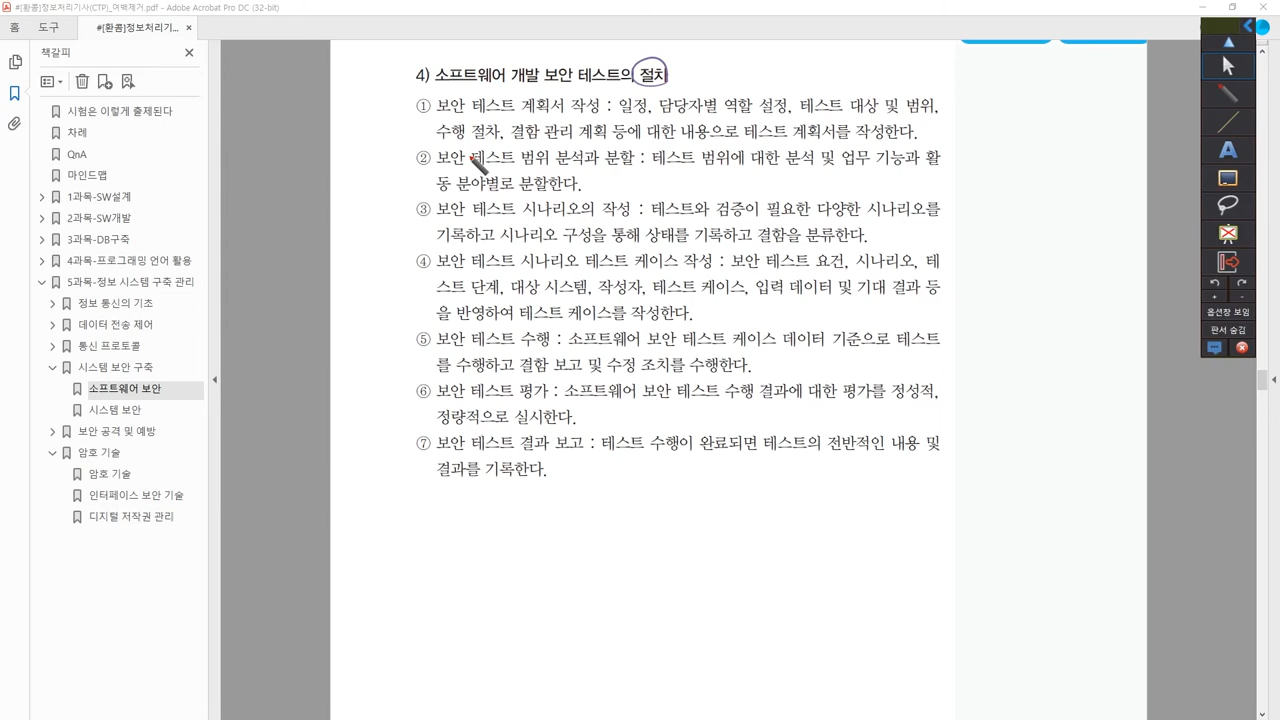 #[환콩]정보처리기사(CTP)_여백제거.pdf - Adobe Acrobat Pro DC (32-bit)
홈
도구
#[환콩]정보처리기...
×
책갈피
시험은 이렇게 출제된다
차례
QnA
마인드맵
1과목-SW설계
2과목-SW개발
3과목-DB구축
4과목-프로그래밍 언어 활용
5과목-정보 시스템 구축 관리
정보 통신의 기초
데이터 전송 제어
통신 프로토콜
시스템 보안 구축
소프트웨어 보안
시스템 보안
보안 공격 및 예방
암호 기술
암호 기술
인터페이스 보안 기술
디지털 저작권 관리
4) 소프트웨어 개발 보안 테스트의 절차
① 보안 테스트 계획서 작성 : 일정, 담당자별 역할 설정, 테스트 대상 및 범위,
수행 절차, 결함 관리 계획 등에 대한 내용으로 테스트 계획서를 작성한다.
② 보안 테스트 범위 분석과 분할 : 테스트 범위에 대한 분석 및 업무 기능과 활
동 분야별로 분할한다.
③ 보안 테스트 시나리오의 작성 : 테스트와 검증이 필요한 다양한 시나리오를
기록하고 시나리오 구성을 통해 상태를 기록하고 결함을 분류한다.
④ 보안 테스트 시나리오 테스트 케이스 작성 : 보안 테스트 요건, 시나리오, 테
스트 단계, 대상 시스템, 작성자, 테스트 케이스, 입력 데이터 및 기대 결과 등
을 반영하여 테스트 케이스를 작성한다.
⑤ 보안 테스트 수행 : 소프트웨어 보안 테스트 케이스 데이터 기준으로 테스트
를 수행하고 결함 보고 및 수정 조치를 수행한다.
⑥ 보안 테스트 평가 : 소프트웨어 보안 테스트 수행 결과에 대한 평가를 정성적,
정량적으로 실시한다.
⑦ 보안 테스트 결과 보고 : 테스트 수행이 완료되면 테스트의 전반적인 내용 및
결과를 기록한다.
옵션창 보임
판서 숨김